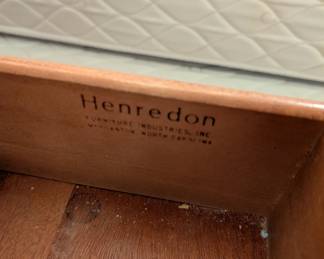 Henredon
FURNITURE INDUSTRIES, INC.
MORGANTON, NORTH CAROLINA